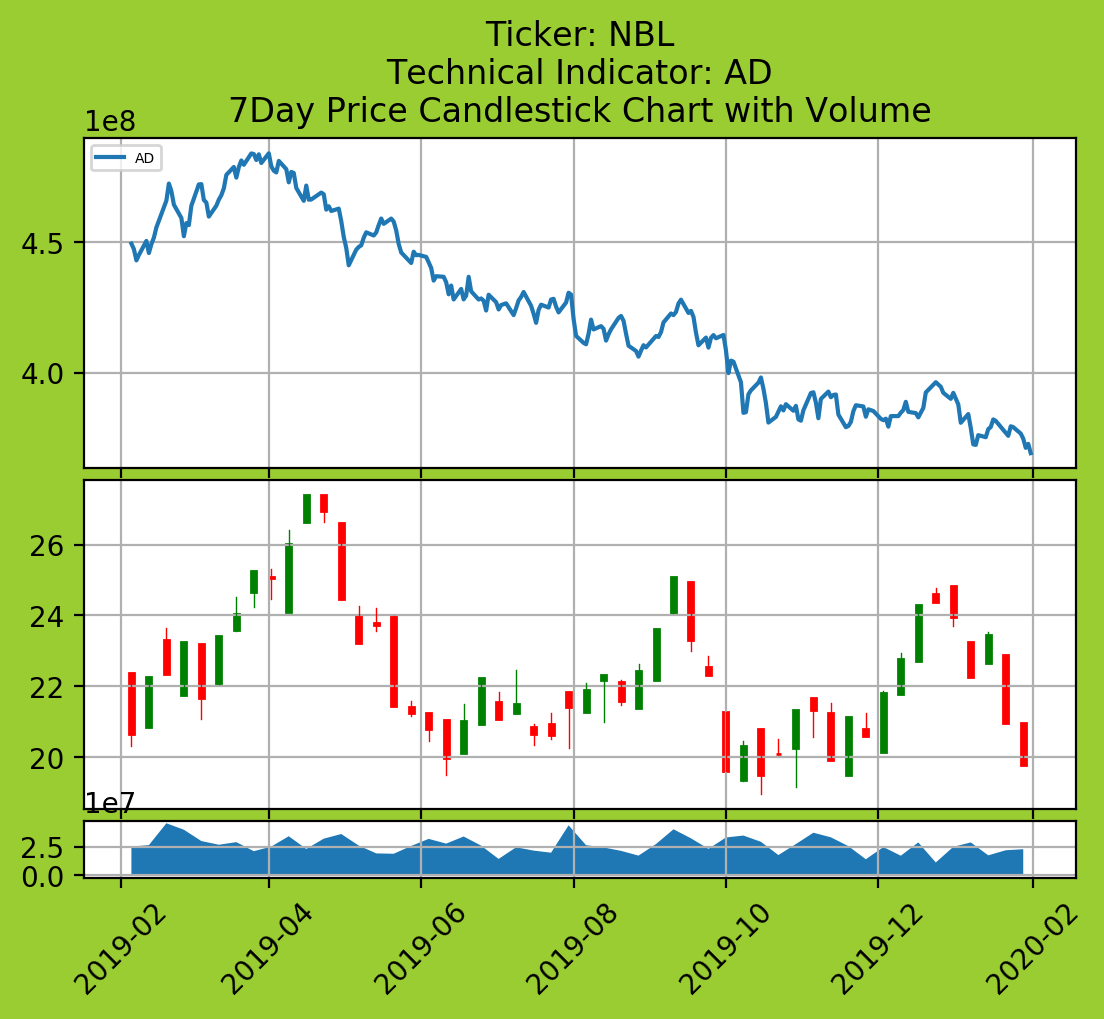 Ticker: NBL
Technical Indicator: AD
7Day Price Candlestick Chart with Volume
1e8
AD
4.5
4.0
26
24
22
20
1e7
2.5
0.0
2019-02
2019-04
2019-06
2019-08
2019-10
2019-12
2020-02